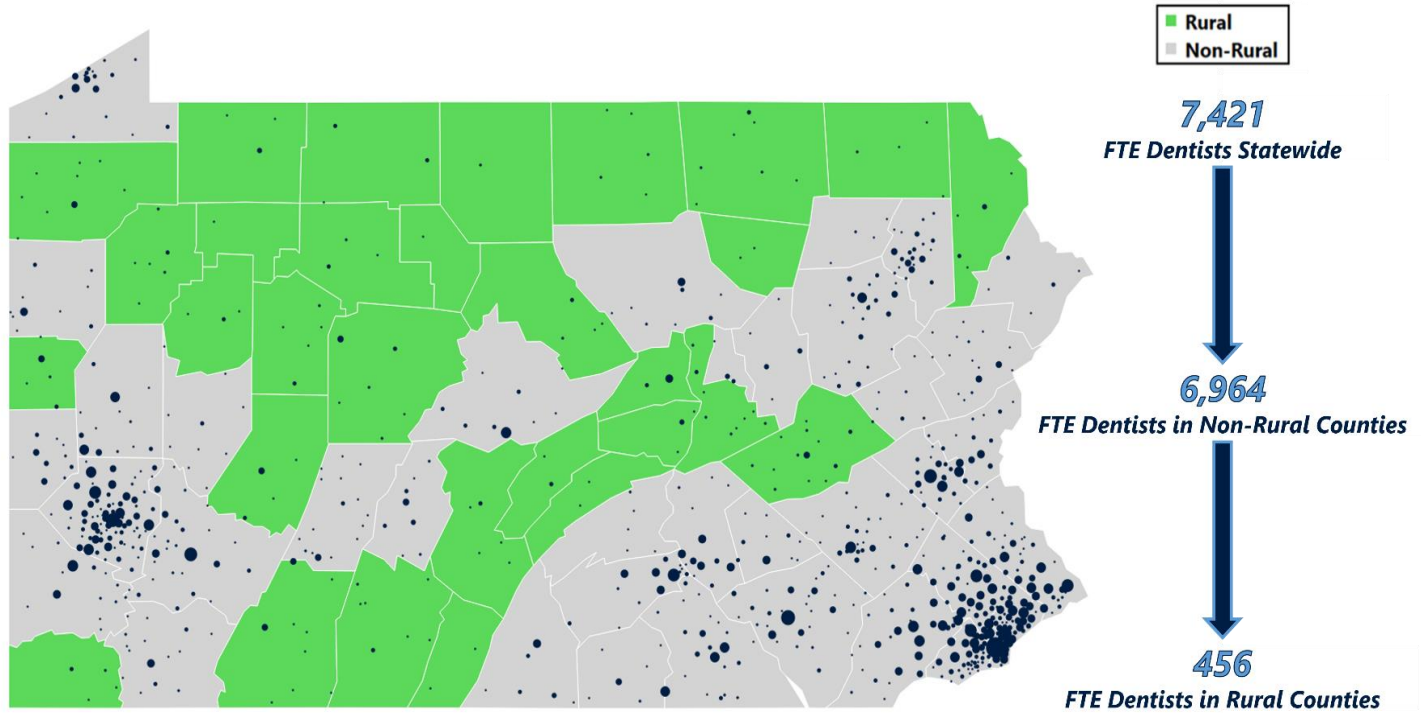 Rural
Non-Rural
7,421
FTE Dentists Statewide
6,964
FTE Dentists in Non-Rural Counties
456
FTE Dentists in Rural Counties